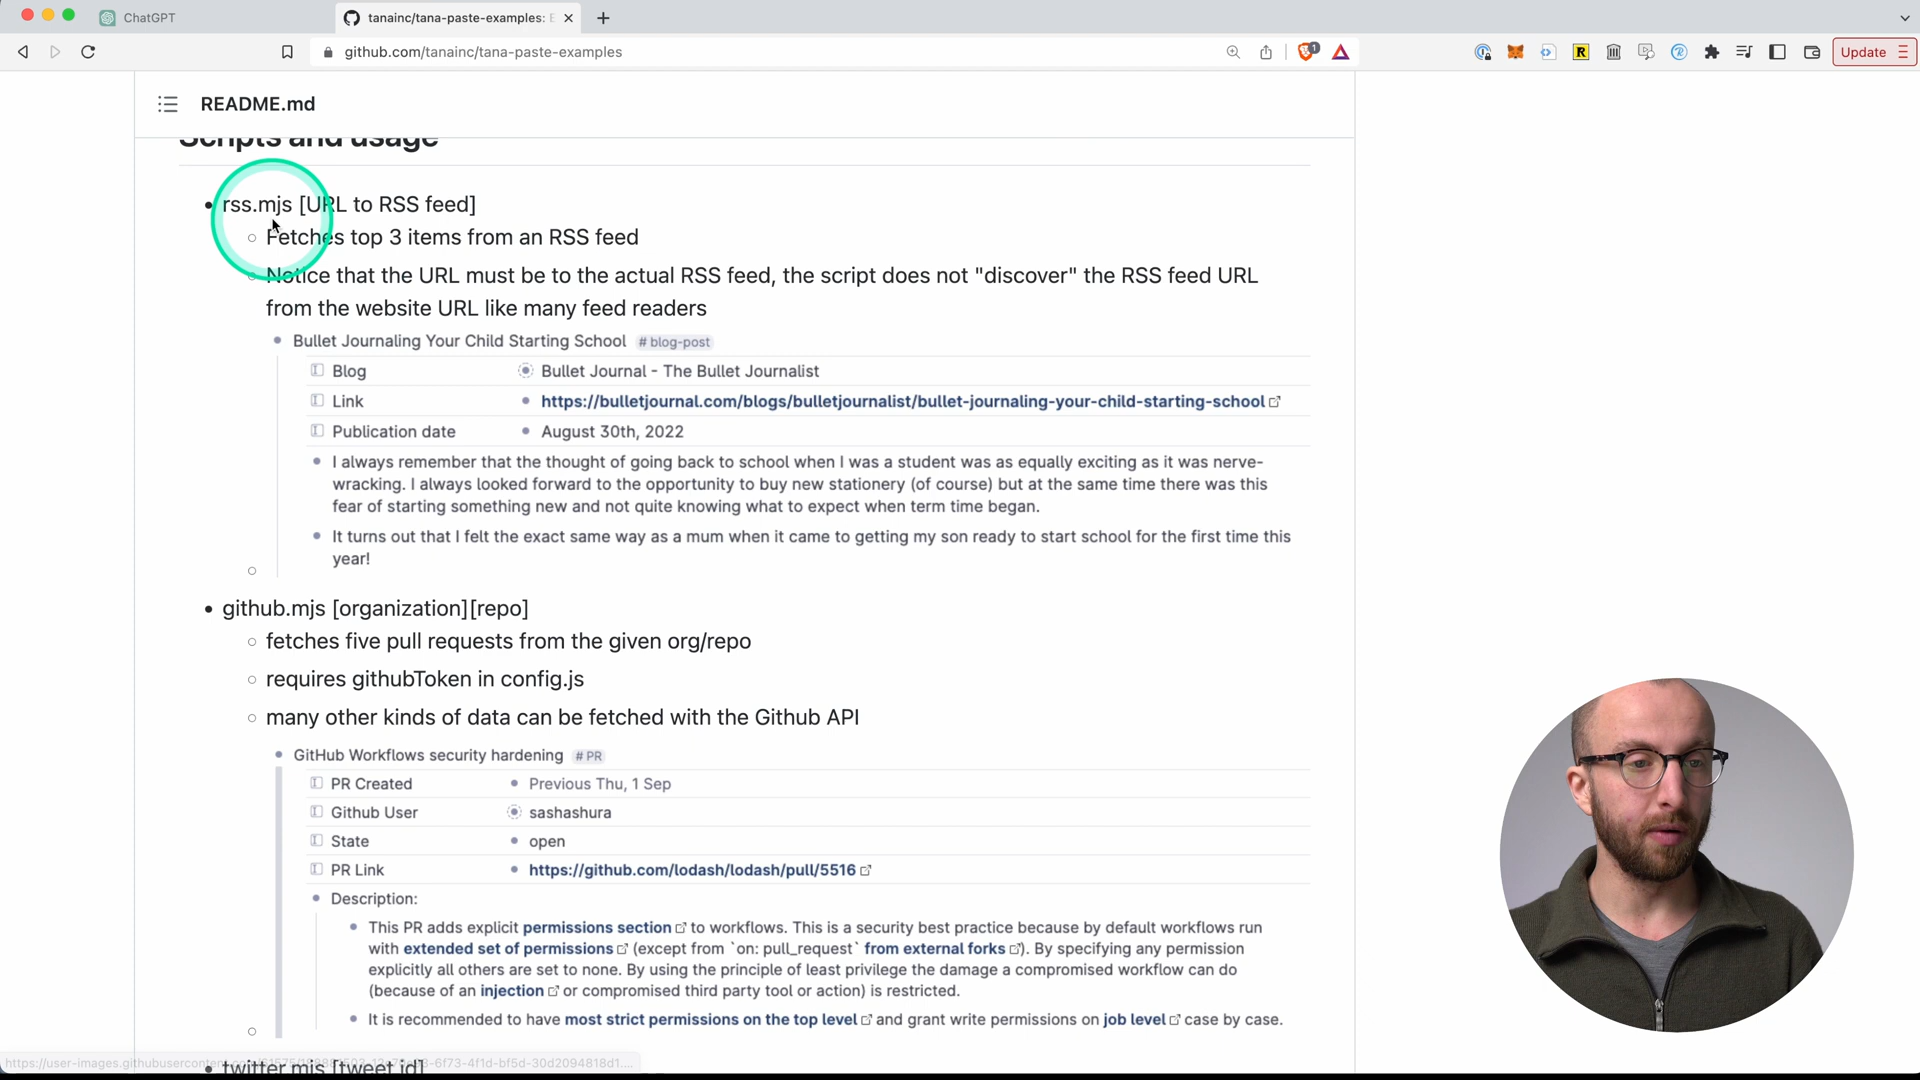 ChatGPT
tanainc/tana-paste-examples: E
github.com/tanainc/tana-paste-examples
1
R
Update
README.md
Scripts and usage
rss.mjs [URL to RSS feed]
Fetches top 3 items from an RSS feed
Notice that the URL must be to the actual RSS feed, the script does not "discover" the RSS feed URL
from the website URL like many feed readers
Bullet Journaling Your Child Starting School # blog-post
Blog Bullet Journal - The Bullet Journalist
Link https://bulletjournal.com/blogs/bulletjournalist/bullet-journaling-your-child-starting-school
Publication date August 30th, 2022
I always remember that the thought of going back to school when I was a student was as equally exciting as it was nerve-
wracking. I always looked forward to the opportunity to buy new stationery (of course) but at the same time there was this
fear of starting something new and not quite knowing what to expect when term time began.
It turns out that I felt the exact same way as a mum when it came to getting my son ready to start school for the first time this
year!
github.mjs [organization][repo]
fetches five pull requests from the given org/repo
requires githubToken in config.js
many other kinds of data can be fetched with the Github API
GitHub Workflows security hardening # PR
PR Created Previous Thu, 1 Sep
Github User sashashura
State open
PR Link https://github.com/lodash/lodash/pull/5516
Description:
This PR adds explicit permissions section to workflows. This is a security best practice because by default workflows run
with extended set of permissions (except from `on: pull_request` from external forks). By specifying any permission
explicitly all others are set to none. By using the principle of least privilege the damage a compromised workflow can do
(because of an injection or compromised third party tool or action) is restricted.
It is recommended to have most strict permissions on the top level and grant write permissions on job level case by case.
twitter.mjs [tweet id]